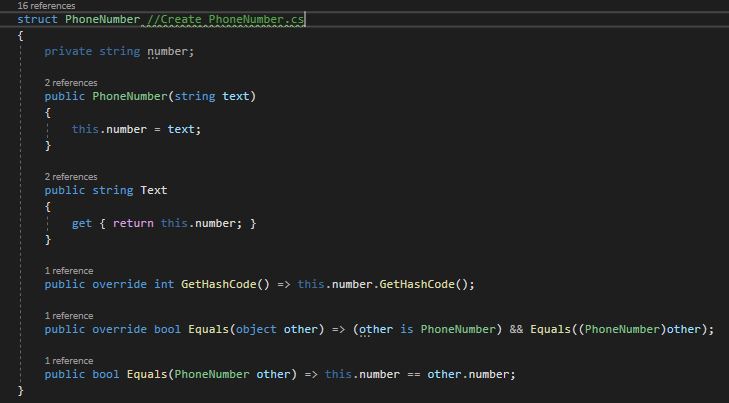 16 references
struct PhoneNumber //Create PhoneNumber.cs
{
private string number;
2 references
public PhoneNumber(string text)
{
this.number = text;
}
2 references
public string Text
{
get { return this.number; }
}
1 reference
public override int GetHashCode() => this.number.GetHashCode();
1 reference
public override bool Equals(object other) => (other is PhoneNumber) && Equals((PhoneNumber)other);
1 reference
public bool Equals(PhoneNumber other) => this.number == other.number;
}